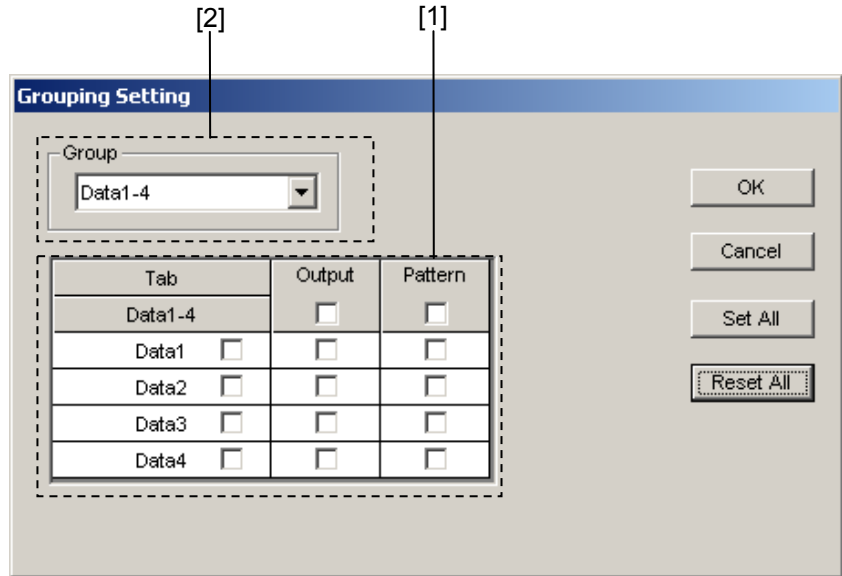 [2] [1]
Grouping Setting
Group
Data1-4
OK
Cancel
Set All
Reset All
Tab Output Pattern
Data1-4
Data1
Data2
Data3
Data4